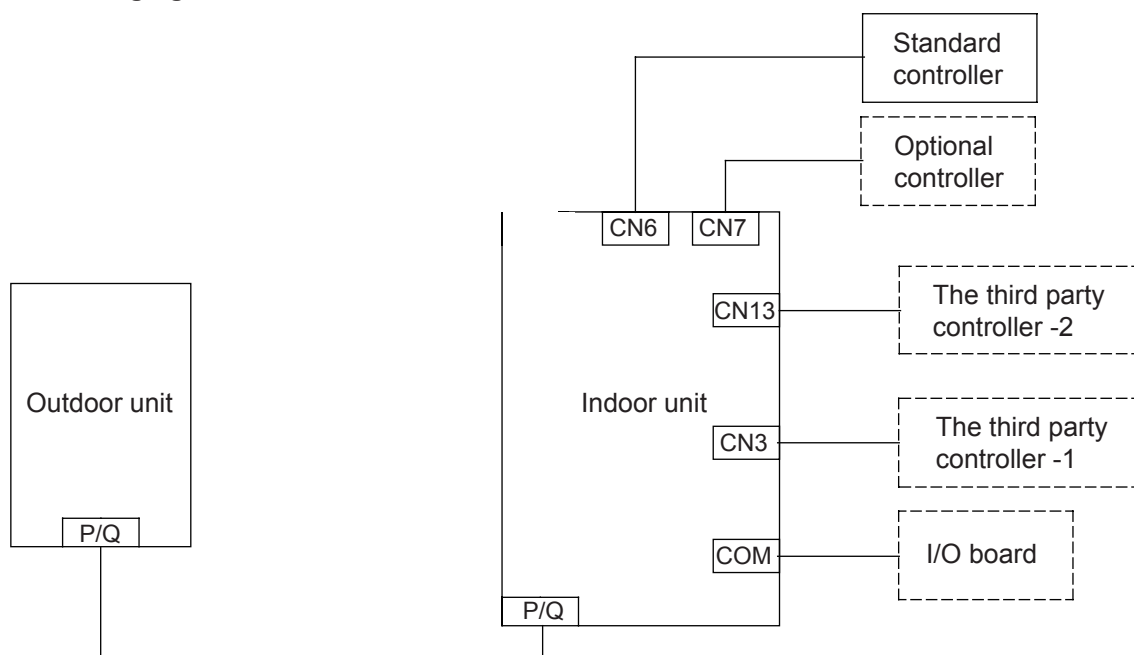 Standard
controller
Optional
controller
CN6
CN7
CN13
The third party
controller -2
Outdoor unit
Indoor unit
CN3
The third party
controller -1
P/Q
COM
I/O board
P/Q